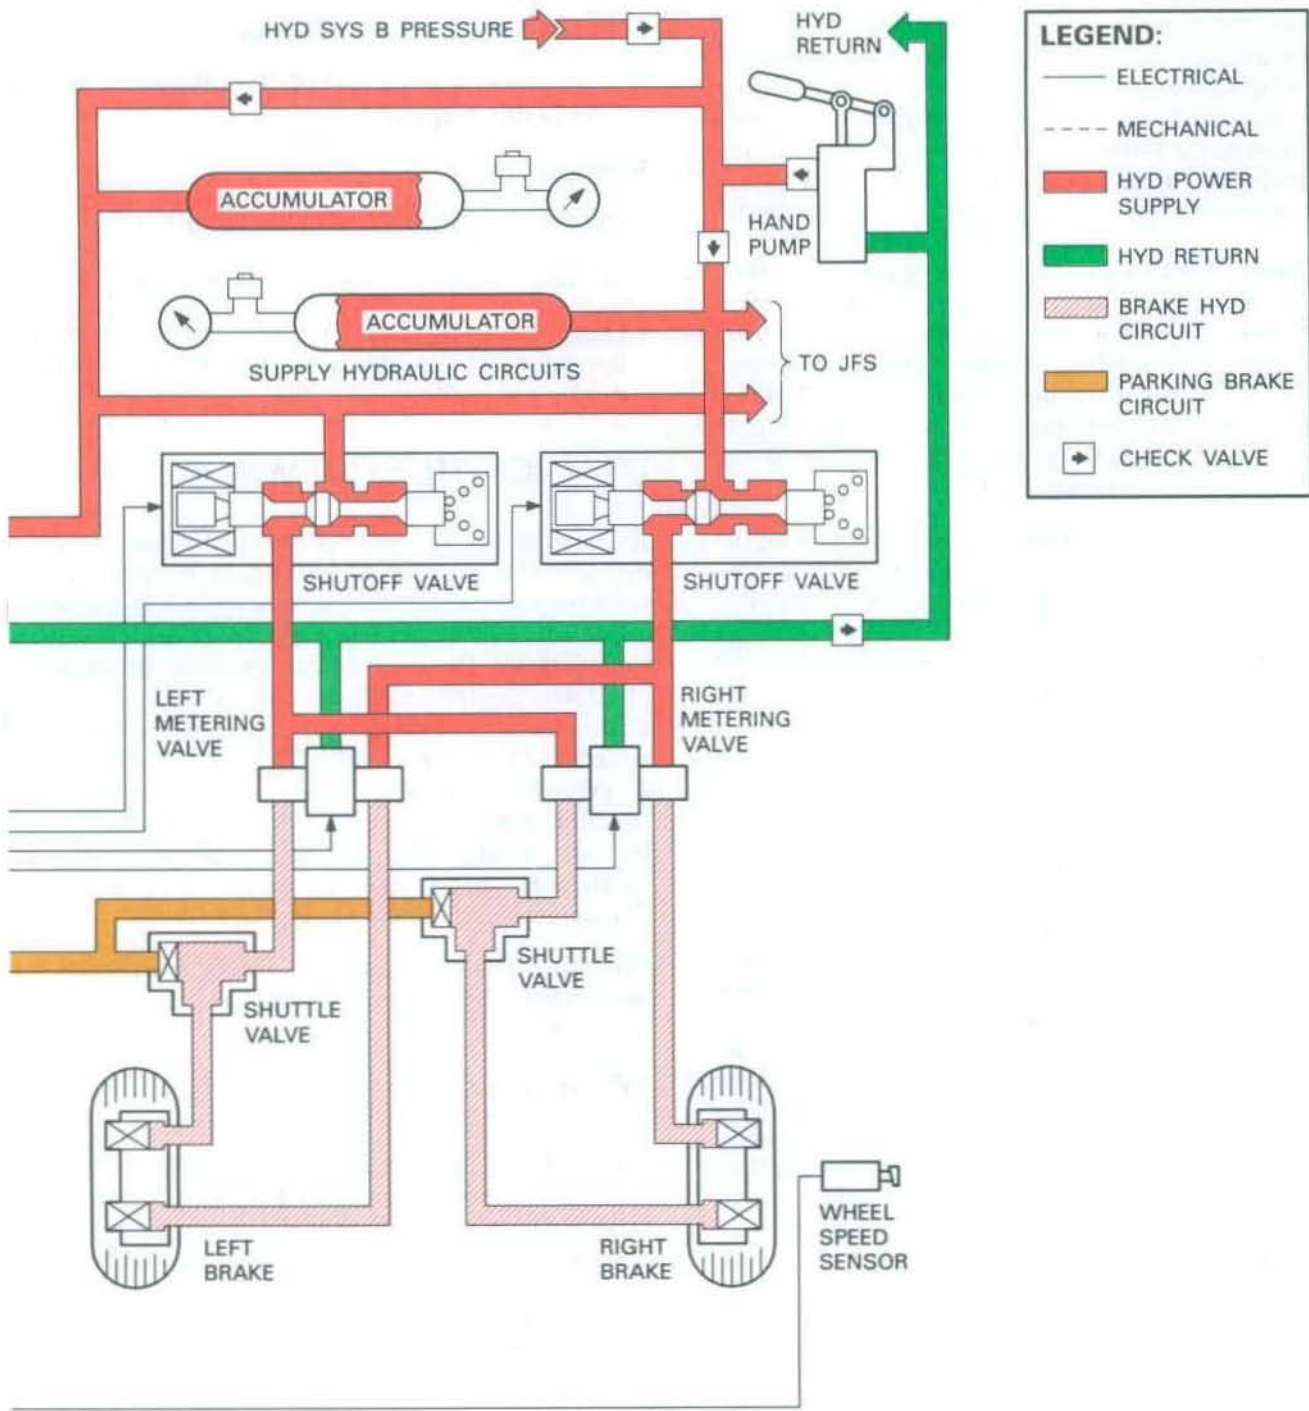 HYD SYS B PRESSURE
HYD
RETURN
LEGEND:
ELECTRICAL
MECHANICAL
HYD POWER
SUPPLY
HYD RETURN
BRAKE HYD
CIRCUIT
PARKING BRAKE
CIRCUIT
CHECK VALVE
ACCUMULATOR
HAND
PUMP
ACCUMULATOR
SUPPLY HYDRAULIC CIRCUITS
TO JFS
SHUTOFF VALVE
SHUTOFF VALVE
LEFT
METERING
VALVE
RIGHT
METERING
VALVE
SHUTTLE
VALVE
SHUTTLE
VALVE
LEFT
BRAKE
RIGHT
BRAKE
WHEEL
SPEED
SENSOR